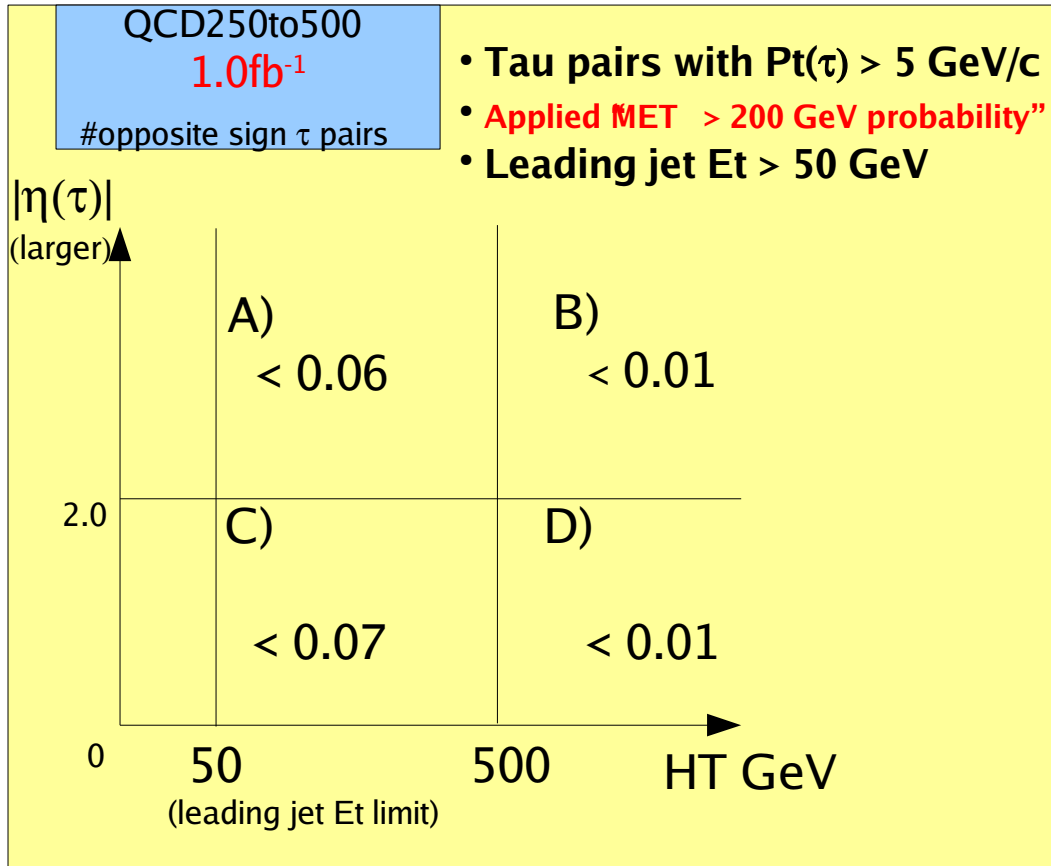 QCD250to500
1.0fb-1
#opposite sign τ pairs
• Tau pairs with Pt(τ) > 5 GeV/c
• Applied “MET > 200 GeV probability”
• Leading jet Et > 50 GeV
|η(τ)|
(larger)
A)
B)
< 0.06
< 0.01
2.0
C)
D)
< 0.07
< 0.01
0
50
500
HT GeV
(leading jet Et limit)